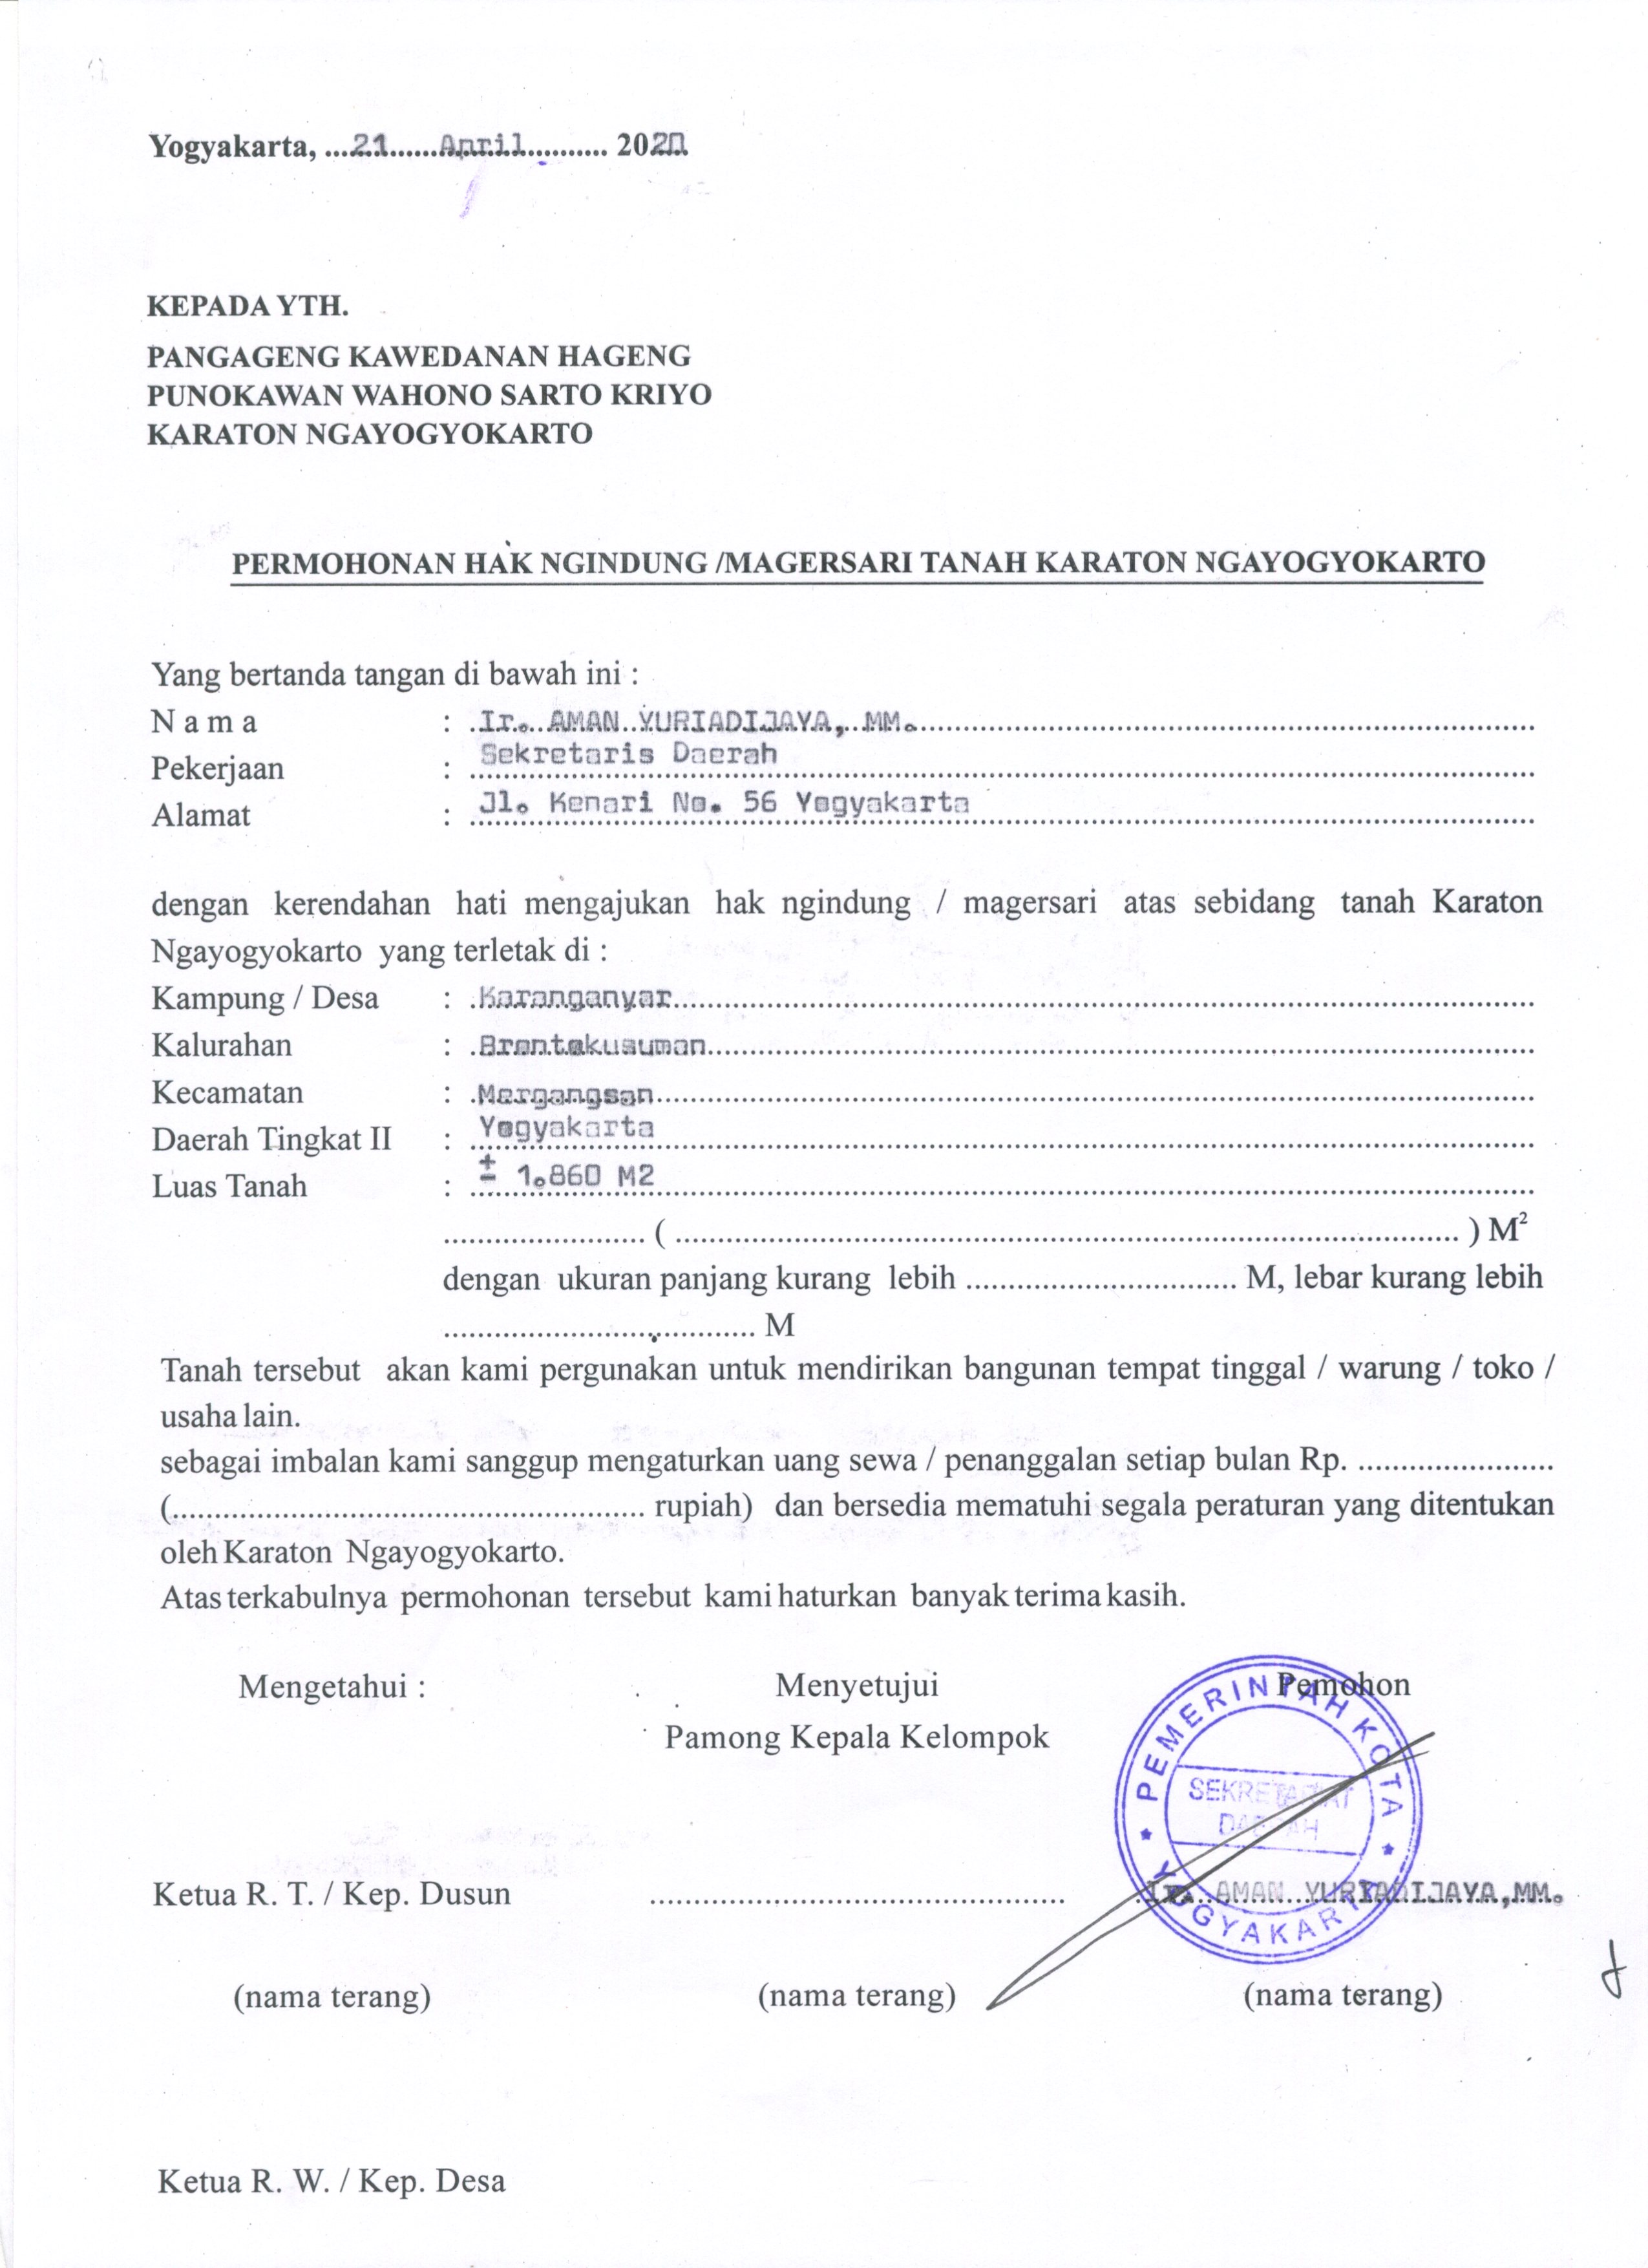 Yogyakarta, ...21......April.......... 2020
KEPADA YTH.
PANGAGENG KAWEDANAN HAGENG
PUNOKAWAN WAHONO SARTO KRIYO
KARATON NGAYOGYOKARTO
PERMOHONAN HAK NGINDUNG /MAGERSARI TANAH KARATON NGAYOGYOKARTO
Yang bertanda tangan di bawah ini :
N a m a : Ir. AMAN YURIADIJAYA, MM.
Pekerjaan : Sekretaris Daerah
Alamat : Jl. Kenari No. 56 Yogyakarta
dengan kerendahan hati mengajukan hak ngindung / magersari atas sebidang tanah Karaton
Ngayogyokarto yang terletak di :
Kampung / Desa : Karanganyar
Kalurahan : Brontokusuman
Kecamatan : Mergangsan
Daerah Tingkat II : Yogyakarta
Luas Tanah : ± 1.860 M2
........................ ( ........................................ ) M²
dengan ukuran panjang kurang lebih ................................ M, lebar kurang lebih
..................................... M
Tanah tersebut akan kami pergunakan untuk mendirikan bangunan tempat tinggal / warung / toko /
usaha lain.
sebagai imbalan kami sanggup mengaturkan uang sewa / penanggalan setiap bulan Rp. .......................
(........................................................ rupiah) dan bersedia mematuhi segala peraturan yang ditentukan
oleh Karaton Ngayogyokarto.
Atas terkabulnya permohonan tersebut kami haturkan banyak terima kasih.
Mengetahui : Menyetujui Pemohon
Pamong Kepala Kelompok
PEMERINTAH KOTA
SEKRETARIAT
DAERAH
YOGYAKARTA
Ketua R. T. / Kep. Dusun ................................................. Ir. AMAN YURIADIJAYA,MM.
(nama terang) (nama terang) (nama terang)
Ketua R. W. / Kep. Desa